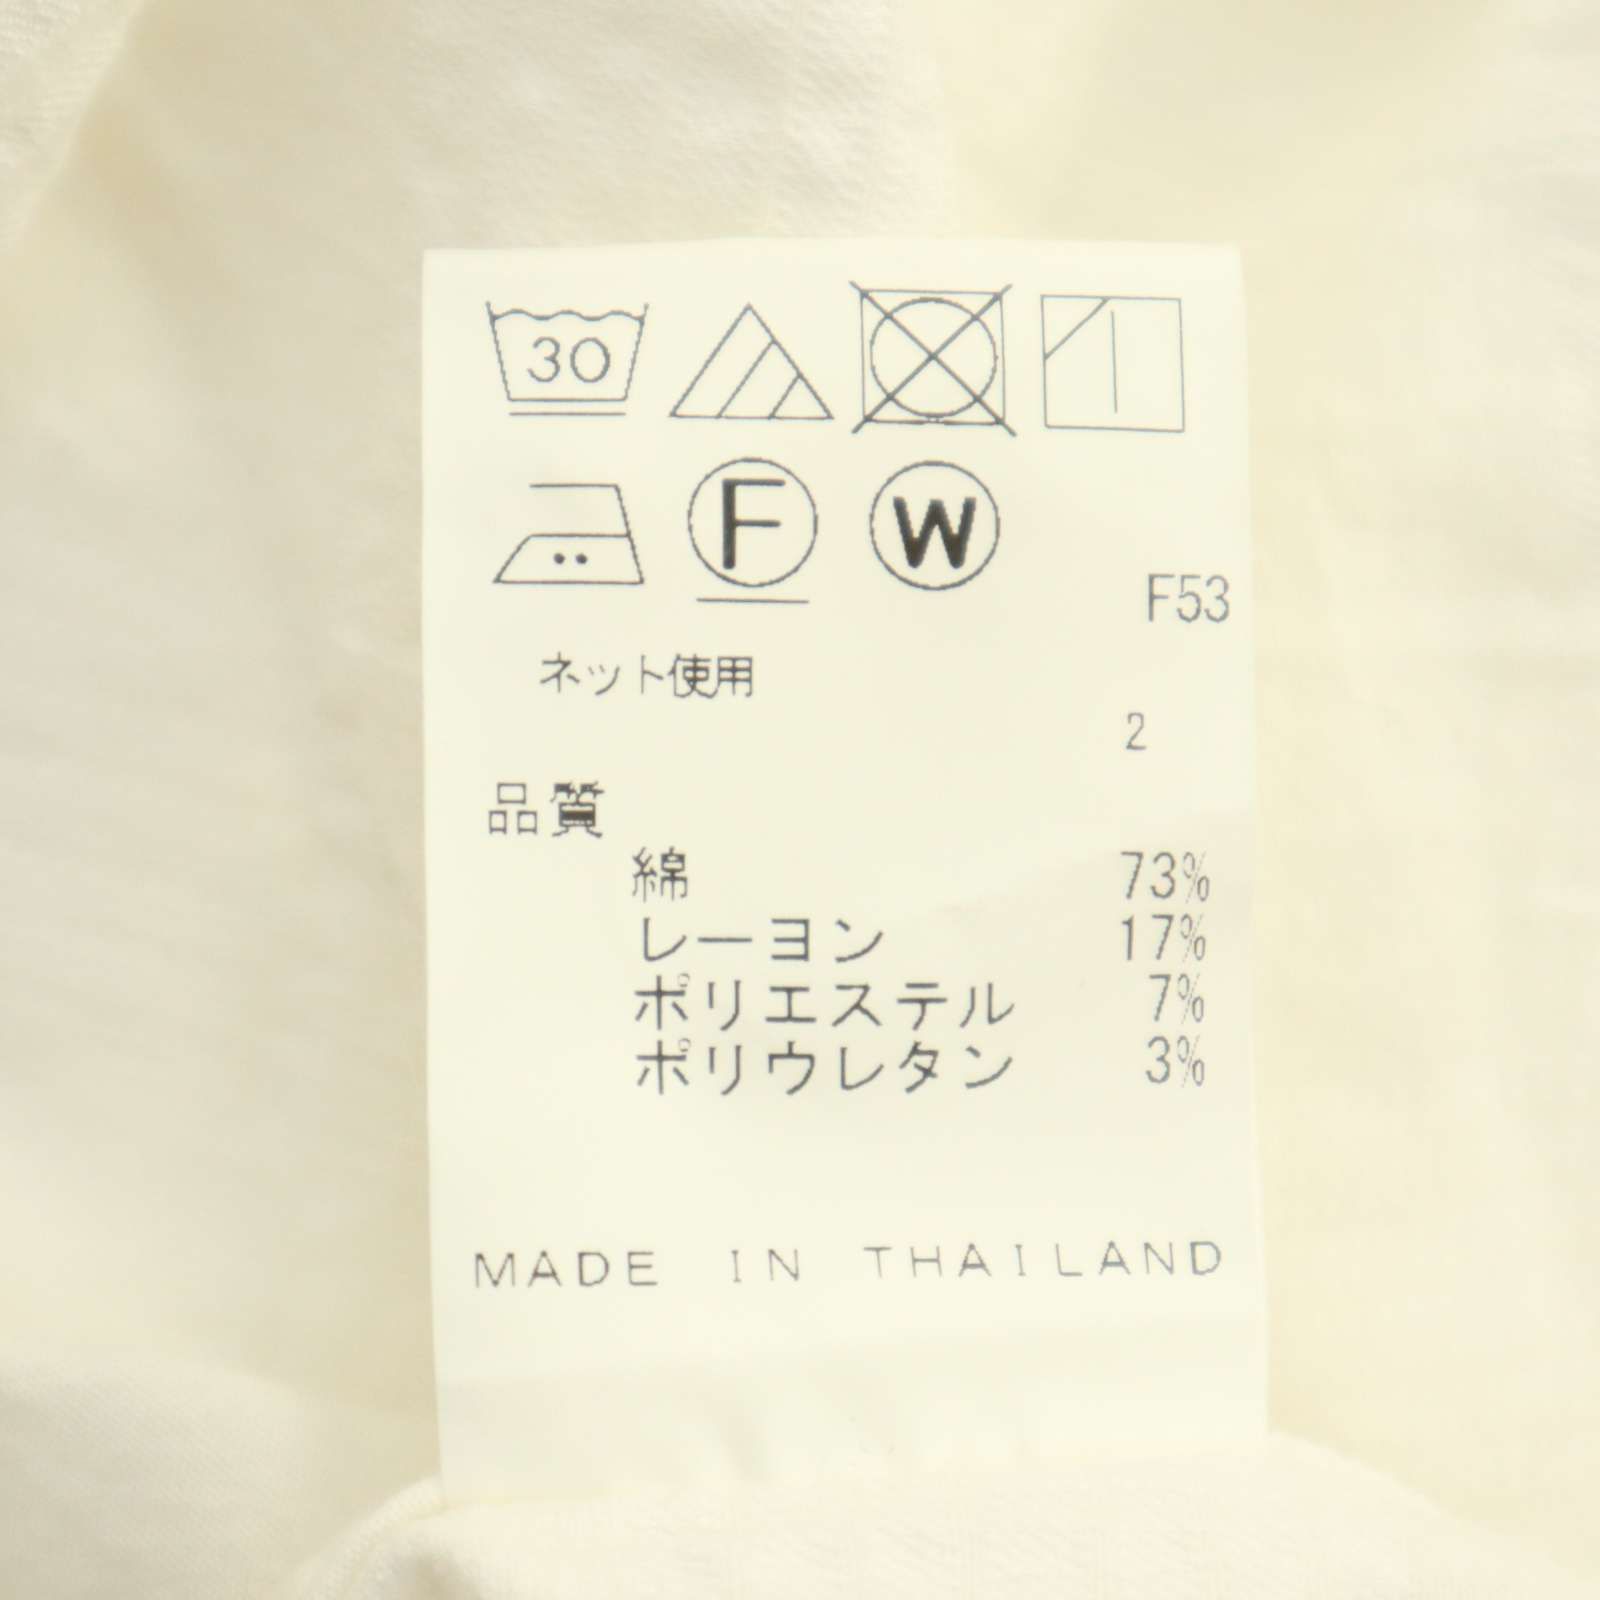 30
F W
F53
ネット使用
2
品質
綿 73%
レーヨン 17%
ポリエステル 7%
ポリウレタン 3%
MADE IN THAILAND